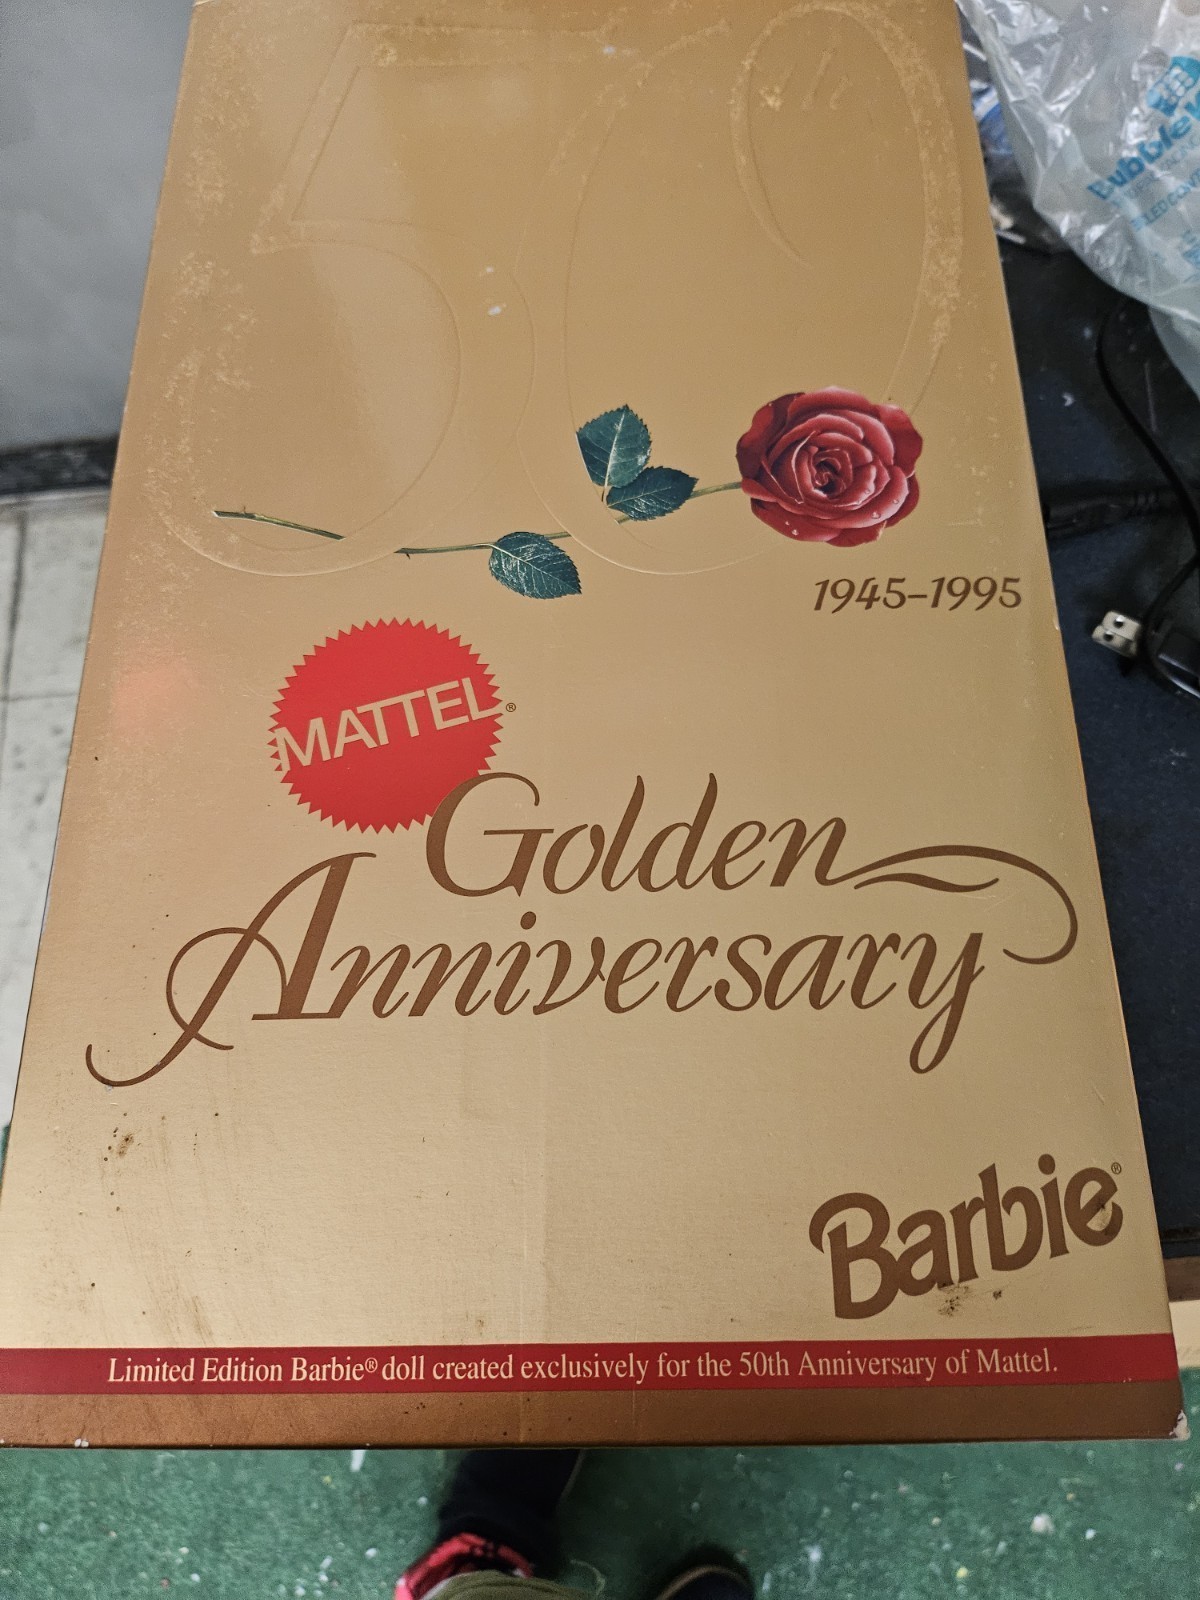 50
1945–1995
MATTEL®
Golden
Anniversary
Barbie®
Limited Edition Barbie® doll created exclusively for the 50th Anniversary of Mattel.